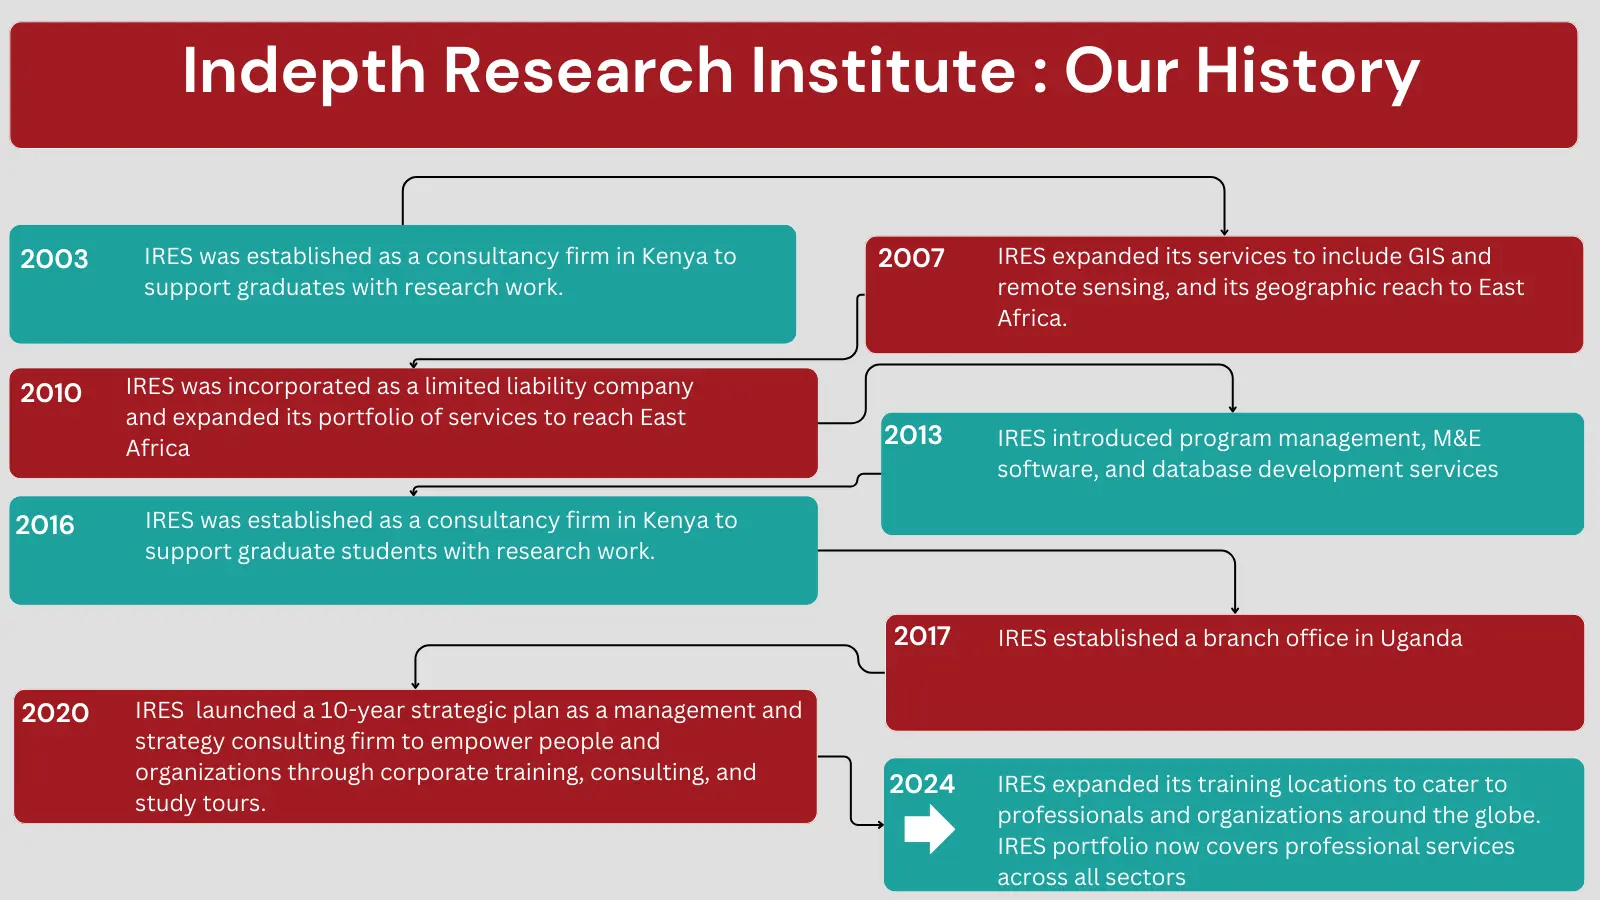 Indepth Research Institute : Our History
2003
IRES was established as a consultancy firm in Kenya to
support graduates with research work.
2007
IRES expanded its services to include GIS and
remote sensing, and its geographic reach to East
Africa.
2010
IRES was incorporated as a limited liability company
and expanded its portfolio of services to reach East
Africa
2013
IRES introduced program management, M&E
software, and database development services
2016
IRES was established as a consultancy firm in Kenya to
support graduate students with research work.
2017
IRES established a branch office in Uganda
2020
IRES  launched a 10-year strategic plan as a management and
strategy consulting firm to empower people and
organizations through corporate training, consulting, and
study tours.
2024
IRES expanded its training locations to cater to
professionals and organizations around the globe.
IRES portfolio now covers professional services
across all sectors